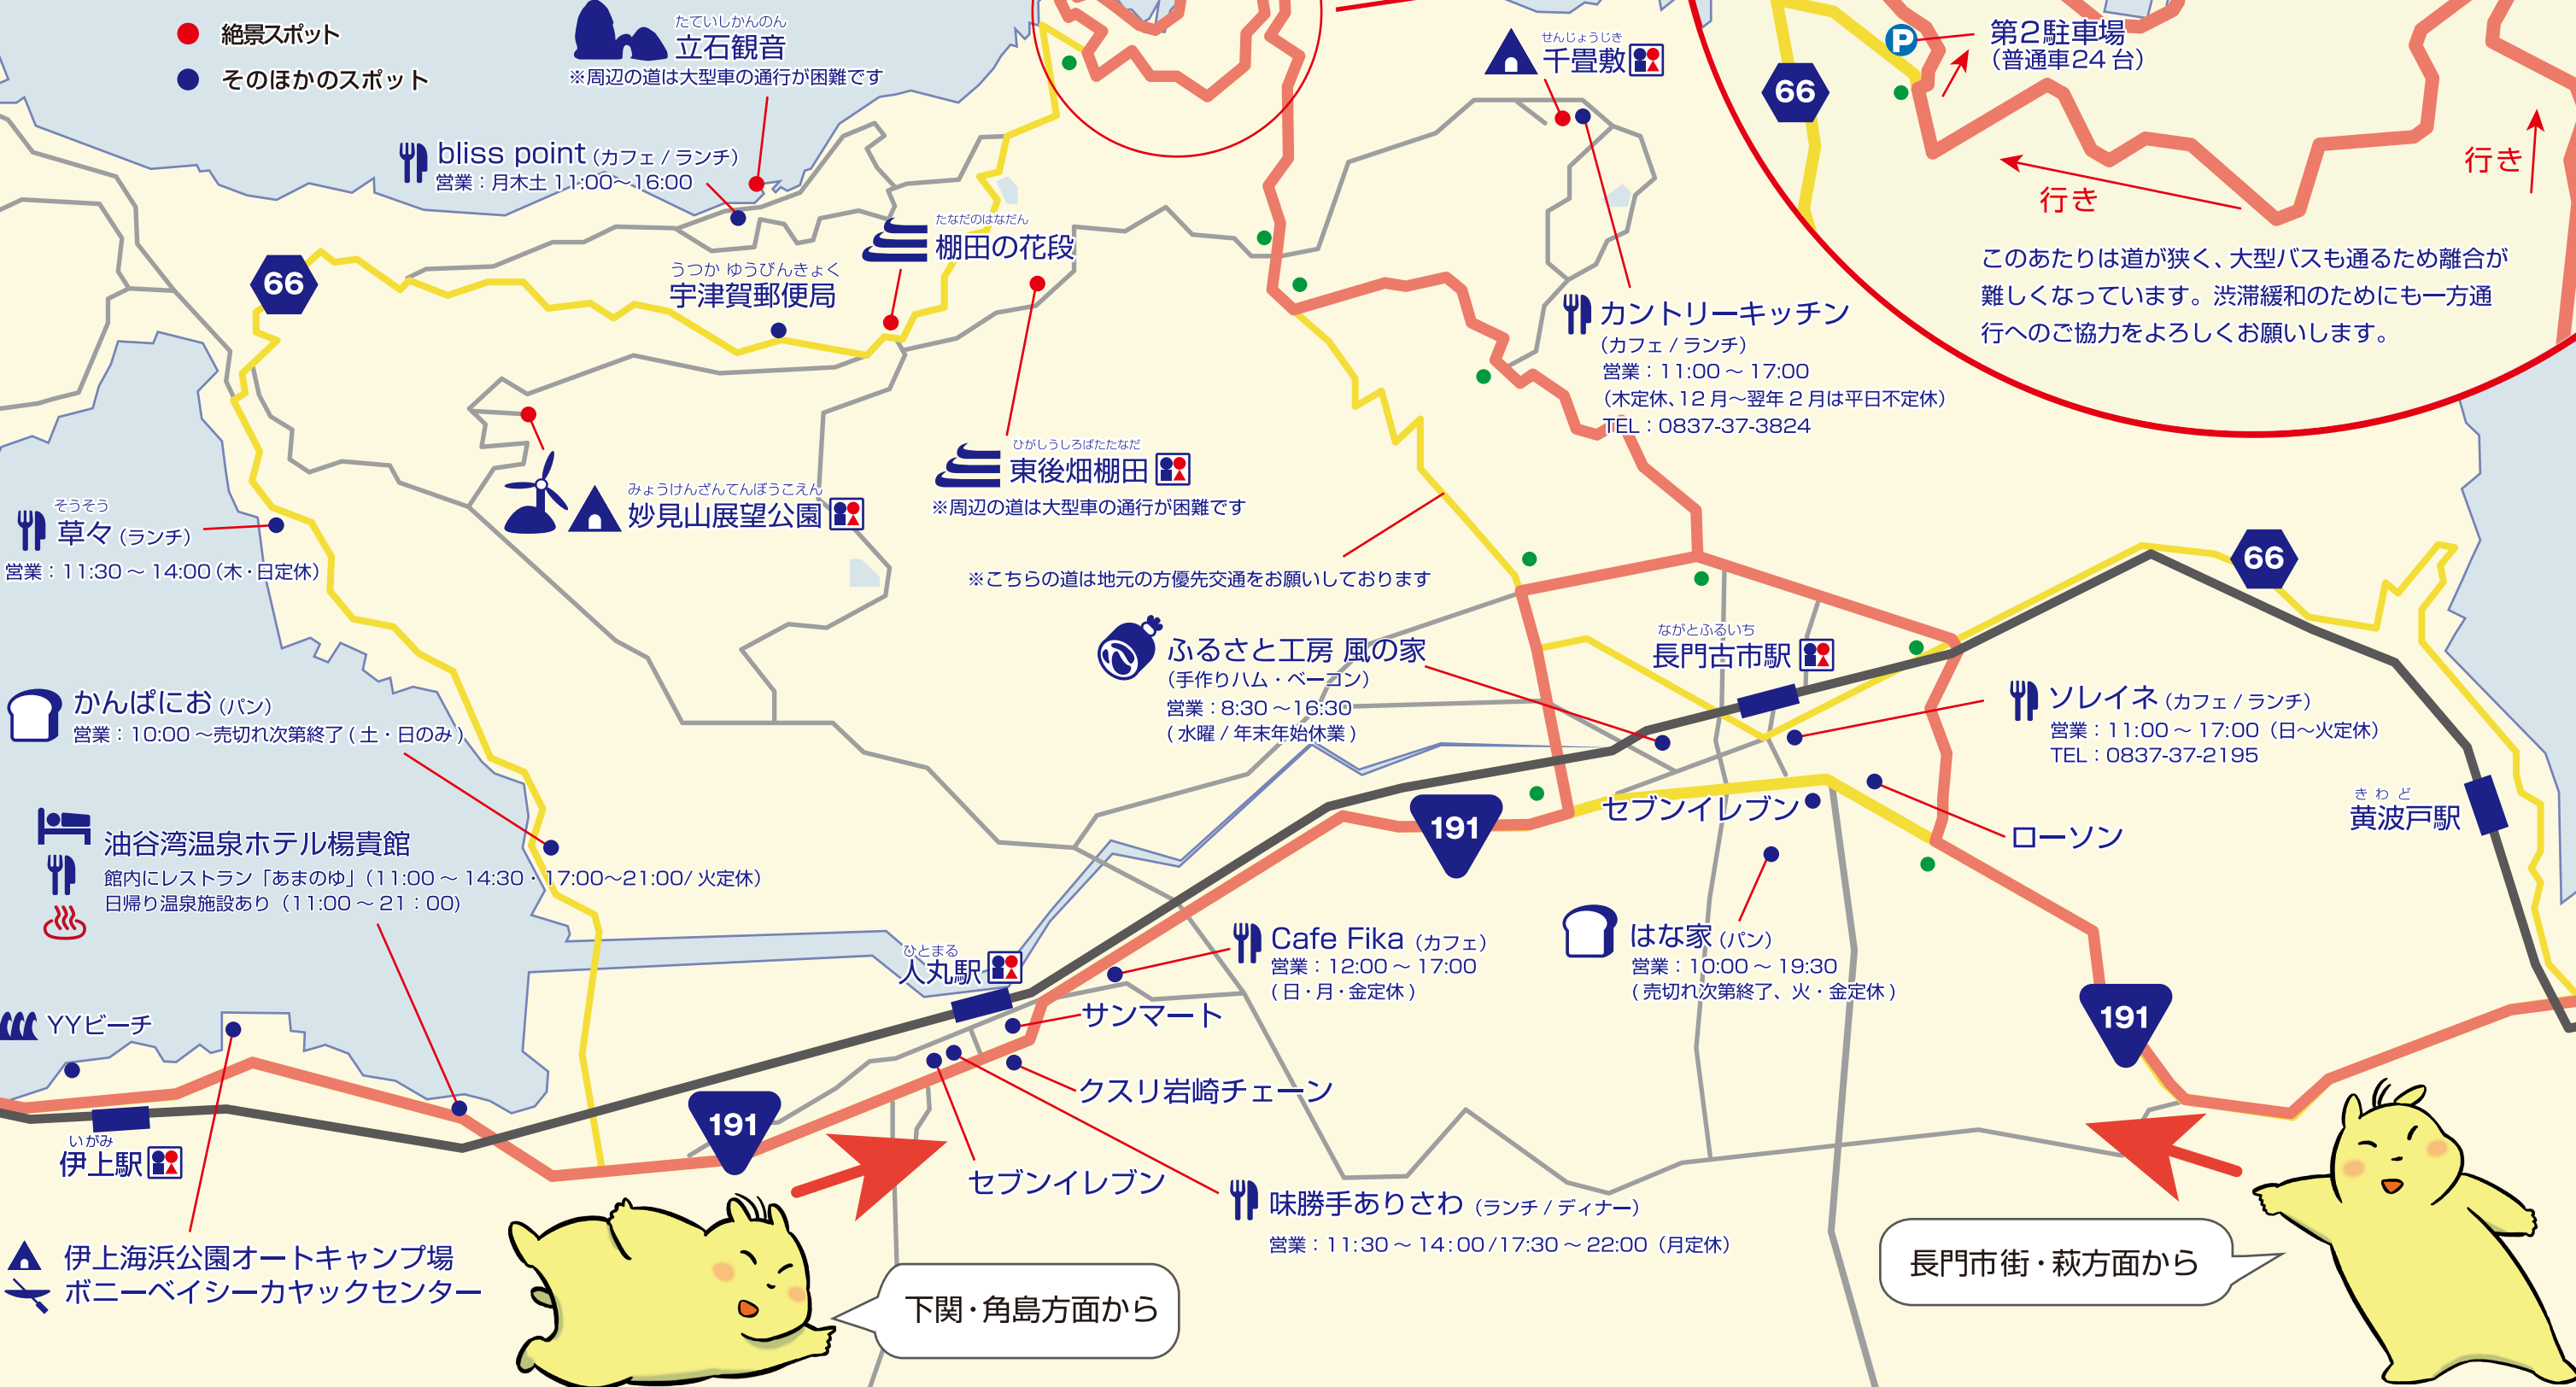 絶景スポット
そのほかのスポット
たていしかんのん
立石観音
※周辺の道は大型車の通行が困難です
せんじょうじき
千畳敷
P
第2駐車場
(普通車24台)
66
行き
行き
このあたりは道が狭く、大型バスも通るため離合が
難しくなっています。渋滞緩和のためにも一方通
行へのご協力をよろしくお願いします。
bliss point (カフェ/ランチ)
営業:月木土 11:00〜16:00
たなだのはなだん
棚田の花段
66
うつか ゆうびんきょく
宇津賀郵便局
カントリーキッチン
(カフェ/ランチ)
営業:11:00〜17:00
(木定休、12月〜翌年2月は平日不定休)
TEL:0837-37-3824
ひがしうしろばたたなだ
東後畑棚田
※周辺の道は大型車の通行が困難です
みょうけんざんてんぼうこえん
妙見山展望公園
そうそう
草々 (ランチ)
営業:11:30〜14:00(木・日定休)
※こちらの道は地元の方優先交通をお願いしております
66
ふるさと工房 風の家
(手作りハム・ベーコン)
営業:8:30〜16:30
(水曜/年末年始休業)
ながとふるいち
長門古市駅
ソレイネ (カフェ/ランチ)
営業:11:00〜17:00(日〜火定休)
TEL:0837-37-2195
かんぱにお (パン)
営業:10:00〜売切れ次第終了(土・日のみ)
きわど
黄波戸駅
セブンイレブン
191
ローソン
油谷湾温泉ホテル楊貴館
館内にレストラン「あまのゆ」(11:00〜14:30・17:00〜21:00/火定休)
日帰り温泉施設あり(11:00〜21:00)
ひとまる
人丸駅
Cafe Fika (カフェ)
営業:12:00〜17:00
(日・月・金定休)
はな家 (パン)
営業:10:00〜19:30
(売切れ次第終了、火・金定休)
YYビーチ
サンマート
191
クスリ岩崎チェーン
191
いがみ
伊上駅
セブンイレブン
味勝手ありさわ (ランチ/ディナー)
営業:11:30〜14:00/17:30〜22:00(月定休)
伊上海浜公園オートキャンプ場
ボニーベイシーカヤックセンター
下関・角島方面から
長門市街・萩方面から